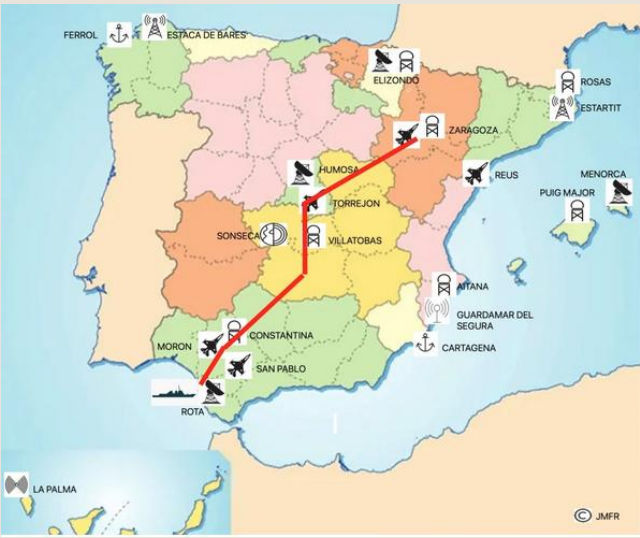 FERROL
ESTACA DE BARES
ELIZONDO
ROSAS
ESTARTIT
ZARAGOZA
HUMOSA
REUS
MENORCA
PUIG MAJOR
TORREJON
SONSECA
VILLATOBAS
AITANA
GUARDAMAR DEL
SEGURA
CONSTANTINA
MORON
CARTAGENA
SAN PABLO
ROTA
LA PALMA
© JMFR